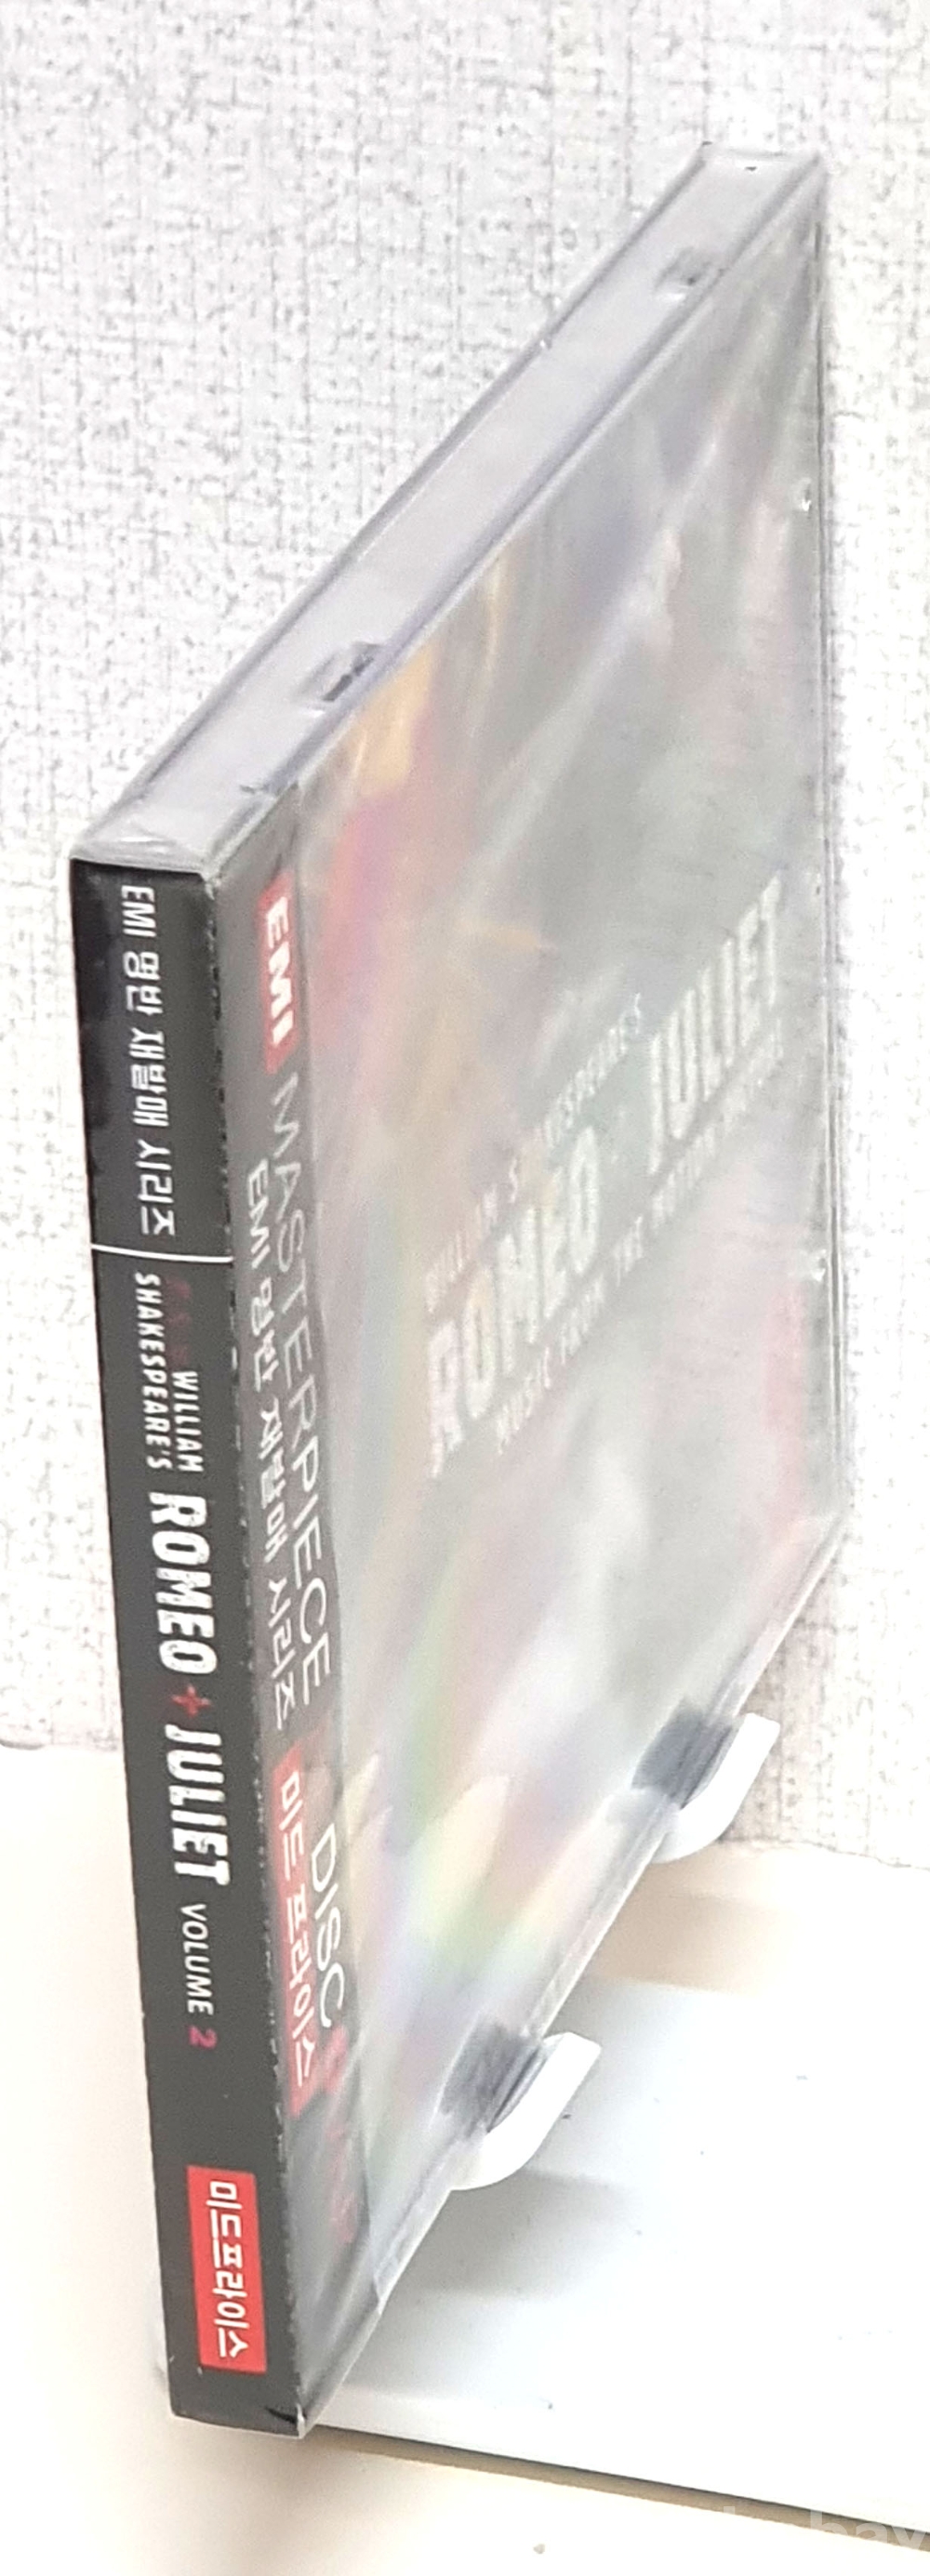 EMI 명반 재발매 시리즈
WILLIAM
SHAKESPEARE'S
ROMEO + JULIET VOLUME 2
미드프라이스
EMI MASTERPIECE DISC
EMI 명반 재발매 시리즈 미드프라이스
WILLIAM SHAKESPEARE'S
ROMEO JULIET
MUSIC FROM THE MOTION PICTURE
bay